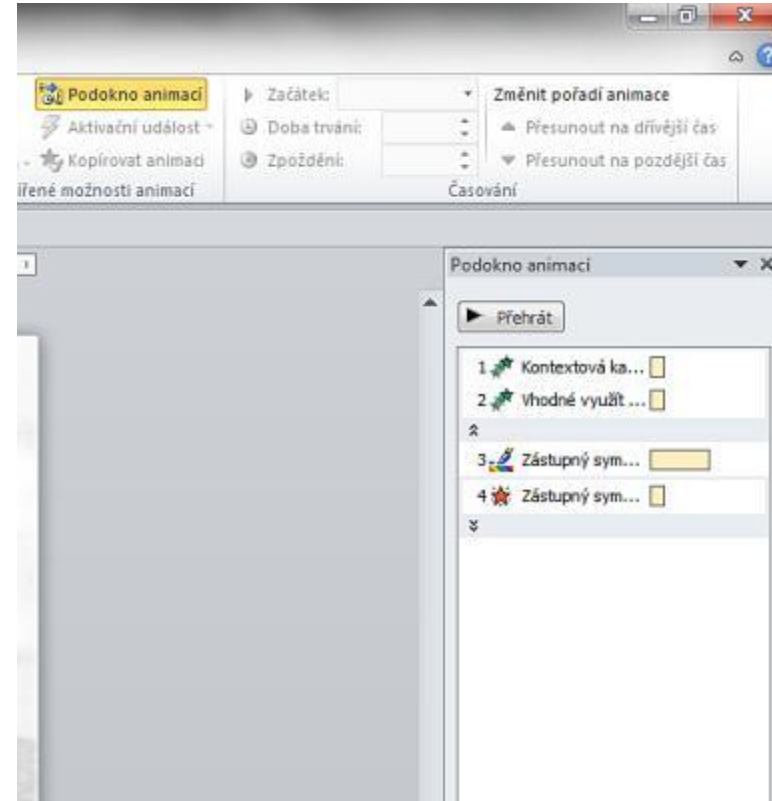 Podokno animací
Začátek:
Změnit pořadí animace
Aktivační událost
Doba trvání:
Přesunout na dřívější čas
Kopírovat animaci
Zpoždění:
Přesunout na pozdější čas
možnosti animací
Časování
Podokno animací
Přehrát
1 Kontextová ka...
2 Vhodné využít ...
3 Zástupný sym...
4 Zástupný sym...